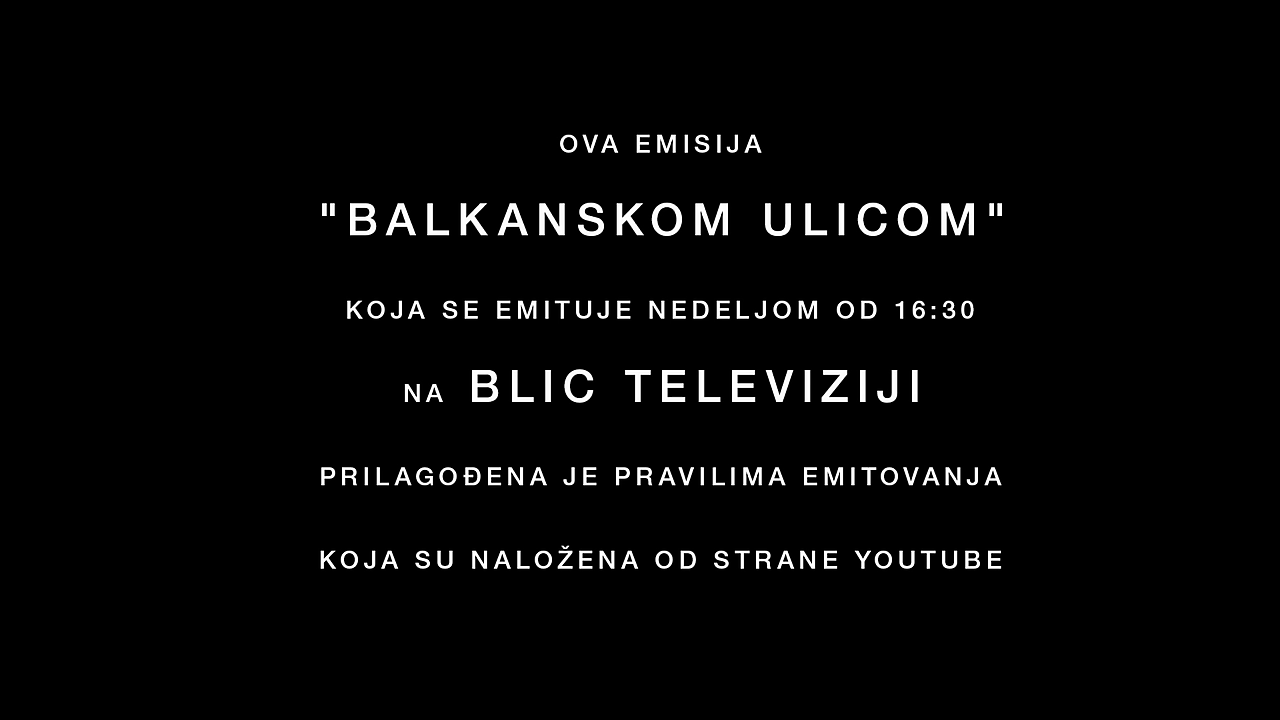 OVA EMISIJA
"BALKANSKOM ULICOM"
KOJA SE EMITUJE NEDELJOM OD 16:30
NA BLIC TELEVIZIJI
PRILAGOĐENA JE PRAVILIMA EMITOVANJA
KOJA SU NALOŽENA OD STRANE YOUTUBE